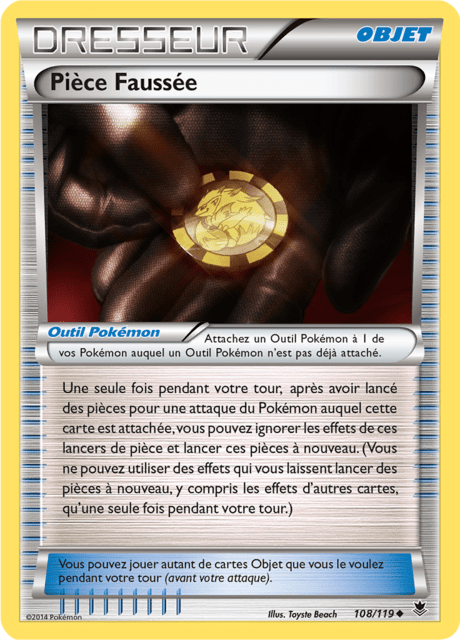 DRESSEUR
OBJET
Pièce Faussée
Outil Pokémon
Attachez un Outil Pokémon à 1 de
vos Pokémon auquel un Outil Pokémon n'est pas déjà attaché.
Une seule fois pendant votre tour, après avoir lancé
des pièces pour une attaque du Pokémon auquel cette
carte est attachée, vous pouvez ignorer les effets de ces
lancers de pièce et lancer ces pièces à nouveau. (Vous
ne pouvez utiliser des effets qui vous laissent lancer des
pièces à nouveau, y compris les effets d'autres cartes,
qu'une seule fois pendant votre tour.)
Vous pouvez jouer autant de cartes Objet que vous le voulez
pendant votre tour (avant votre attaque).
©2014 Pokémon
Illus. Toyste Beach
108/119